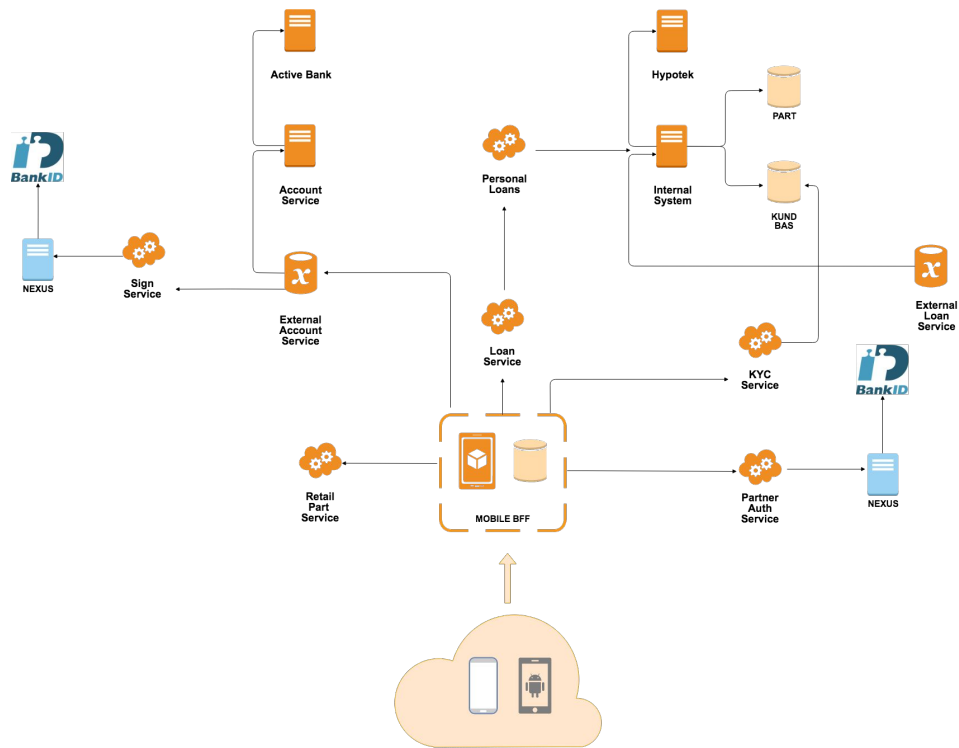 Active Bank
Hypotek
PART
BankID
Account
Service
Personal
Loans
Internal
System
KUND
BAS
NEXUS
Sign
Service
External
Account
Service
External
Loan
Service
Loan
Service
KYC
Service
BankID
Retail
Part
Service
MOBILE BFF
Partner
Auth
Service
NEXUS